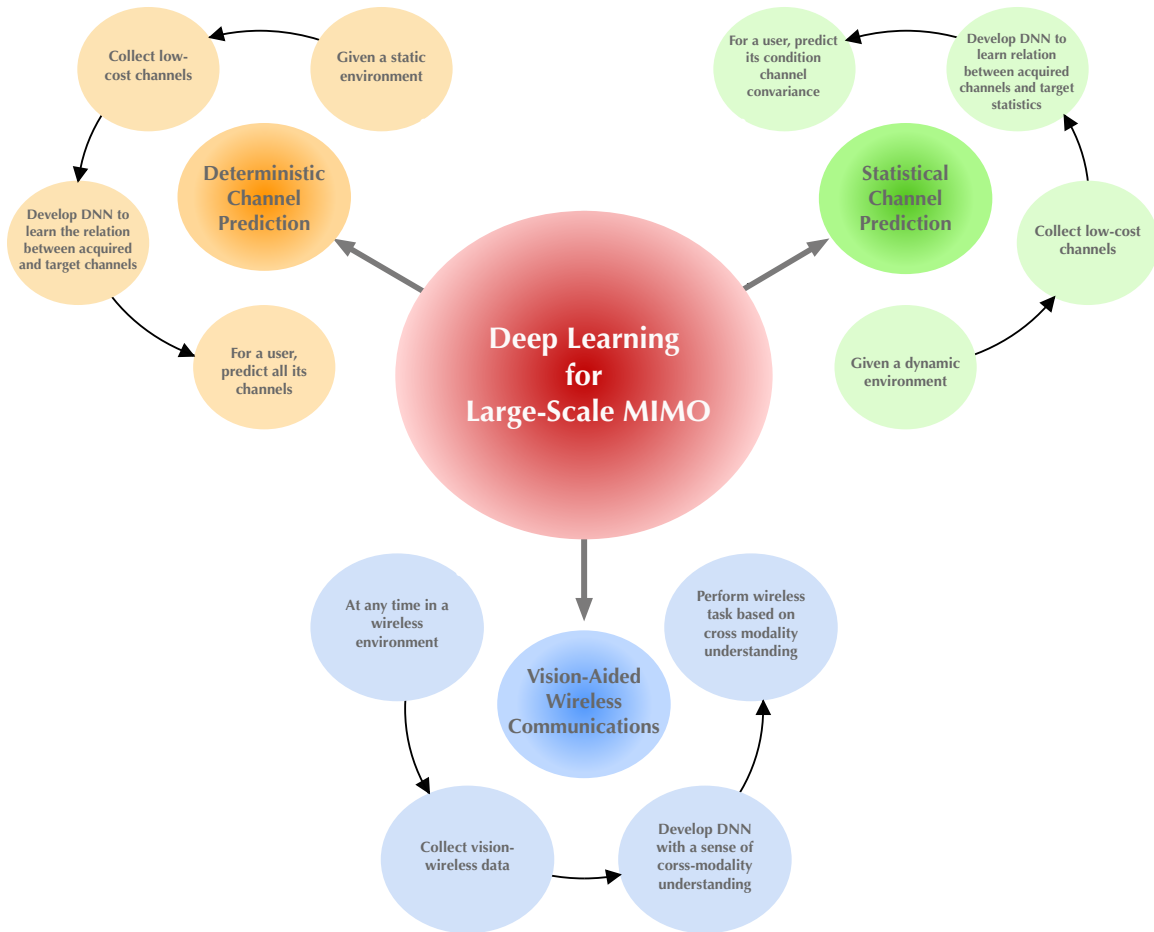 Collect low-
cost channels
Given a static
environment
Deterministic
Channel
Prediction
Develop DNN to
learn the relation
between acquired
and target channels
For a user,
predict all its
channels
For a user, predict
its condition
channel
convariance
Develop DNN to
learn relation
between acquired
channels and target
statistics
Statistical
Channel
Prediction
Collect low-cost
channels
Given a dynamic
environment
Deep Learning
for
Large-Scale MIMO
At any time in a
wireless
environment
Perform wireless
task based on
cross modality
understanding
Vision-Aided
Wireless
Communications
Collect vision-
wireless data
Develop DNN
with a sense of
corss-modality
understanding